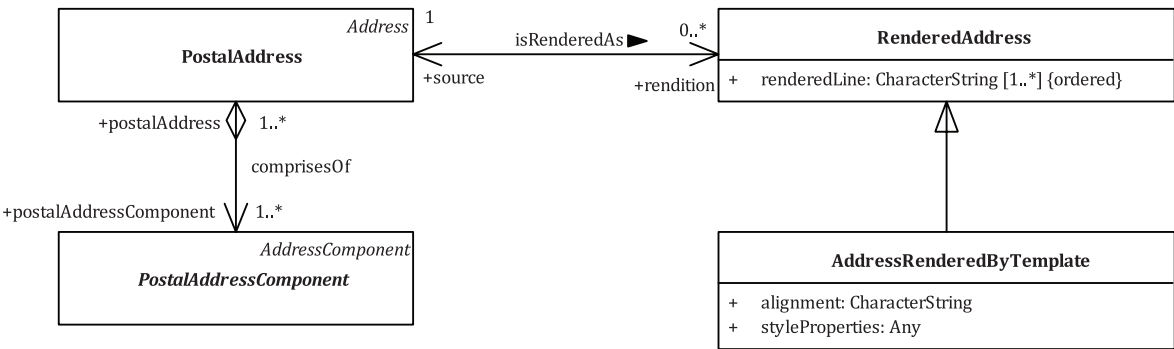 Address
PostalAddress
1
isRenderedAs
0..*
+source
+rendition
RenderedAddress
+ renderedLine: CharacterString [1..*] {ordered}
+postalAddress
1..*
comprisesOf
+postalAddressComponent
1..*
AddressComponent
PostalAddressComponent
AddressRenderedByTemplate
+ alignment: CharacterString
+ styleProperties: Any